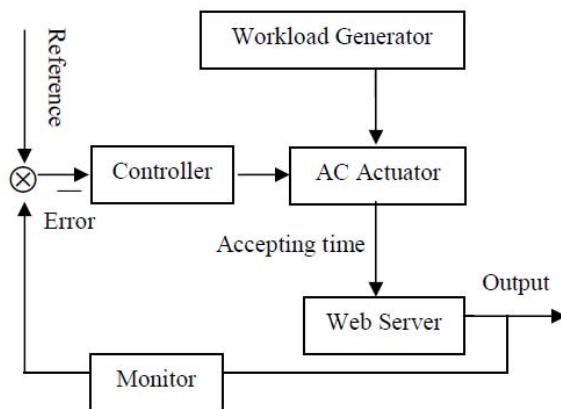 Workload Generator
Reference
Controller
AC Actuator
Error
Accepting time
Output
Web Server
Monitor